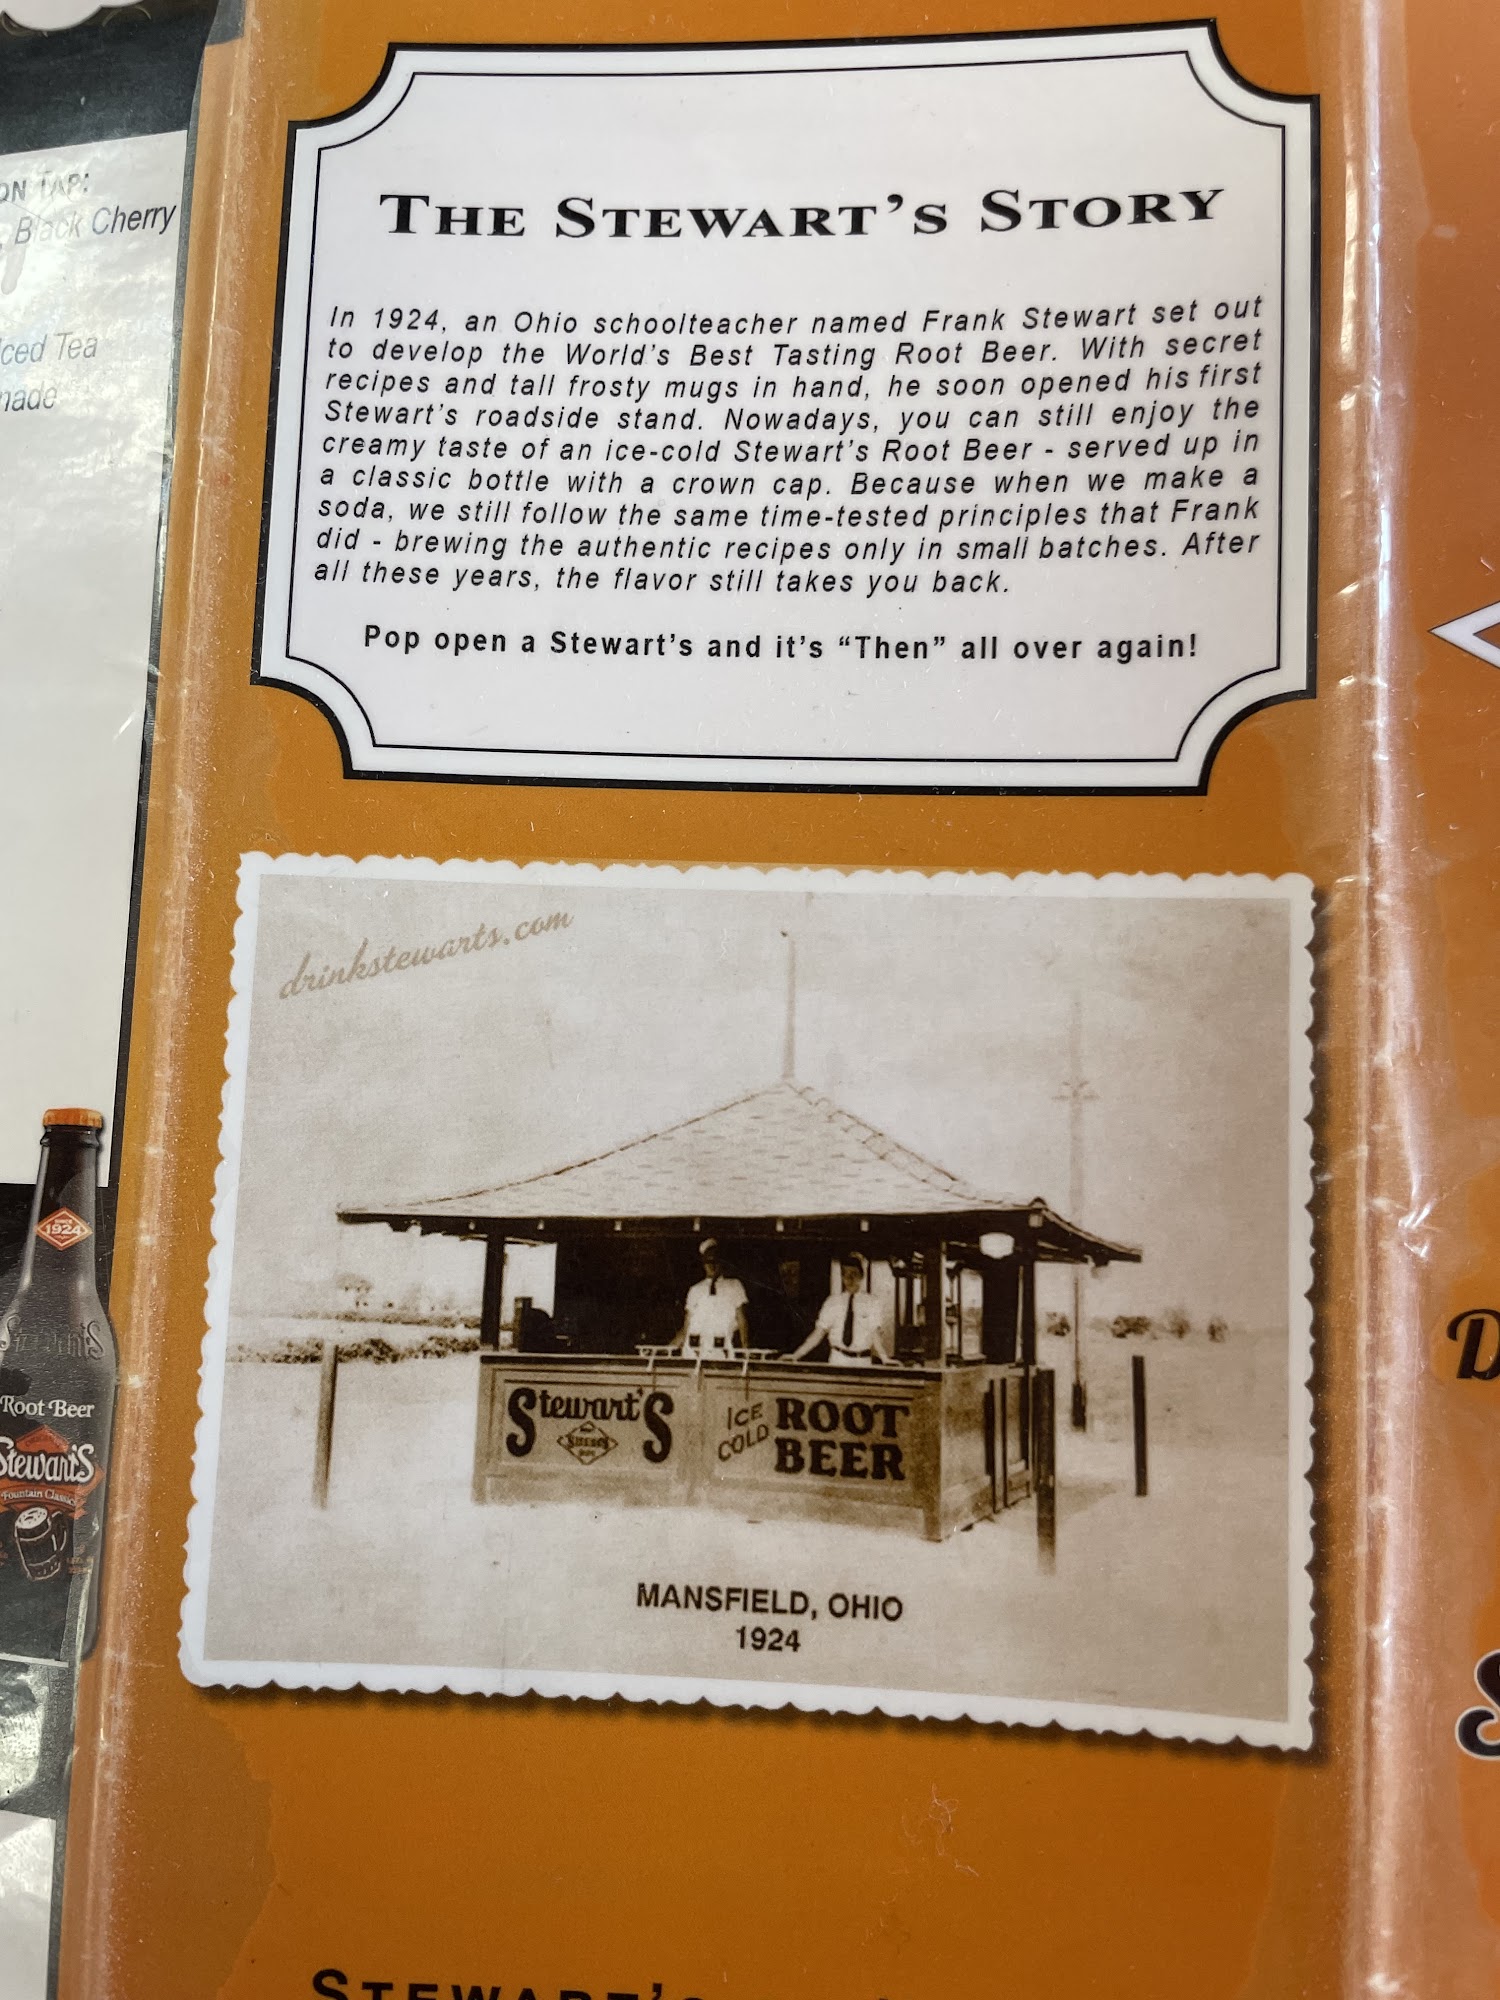 THE STEWART'S STORY
In 1924, an Ohio schoolteacher named Frank Stewart set out
to develop the World's Best Tasting Root Beer. With secret
recipes and tall frosty mugs in hand, he soon opened his first
Stewart's roadside stand. Nowadays, you can still enjoy the
creamy taste of an ice-cold Stewart's Root Beer - served up in
a classic bottle with a crown cap. Because when we make a
soda, we still follow the same time-tested principles that Frank
did - brewing the authentic recipes only in small batches. After
all these years, the flavor still takes you back.
Pop open a Stewart's and it's “Then” all over again!
drinkstewarts.com
Stewart'S
ICE
COLD
ROOT
BEER
MANSFIELD, OHIO
1924
STEWART'S
ON TAP:
, Black Cherry
Iced Tea
1924
Stewart'S
Root Beer
Stewart'S
Fountain Classic